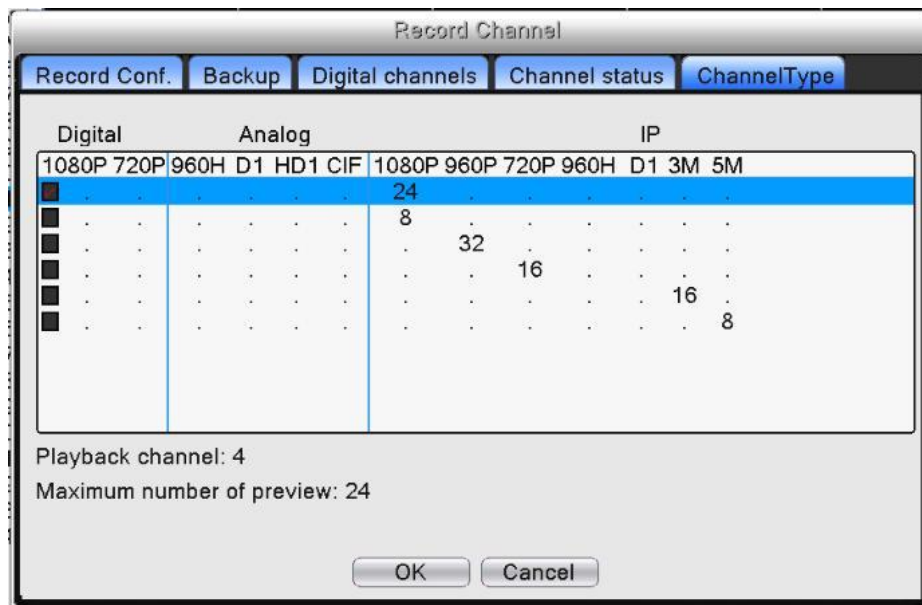 Record Channel
Record Conf. Backup Digital channels Channel status ChannelType
Digital Analog IP
1080P 720P 960H D1 HD1 CIF 1080P 960P 720P 960H D1 3M 5M
. . . . . . 24 . . . . . .
. . . . . . 8 . . . . . .
. . . . . . . 32 . . . . .
. . . . . . . . 16 . . . .
. . . . . . . . . . . 16 .
. . . . . . . . . . . . 8
Playback channel: 4
Maximum number of preview: 24
OK Cancel